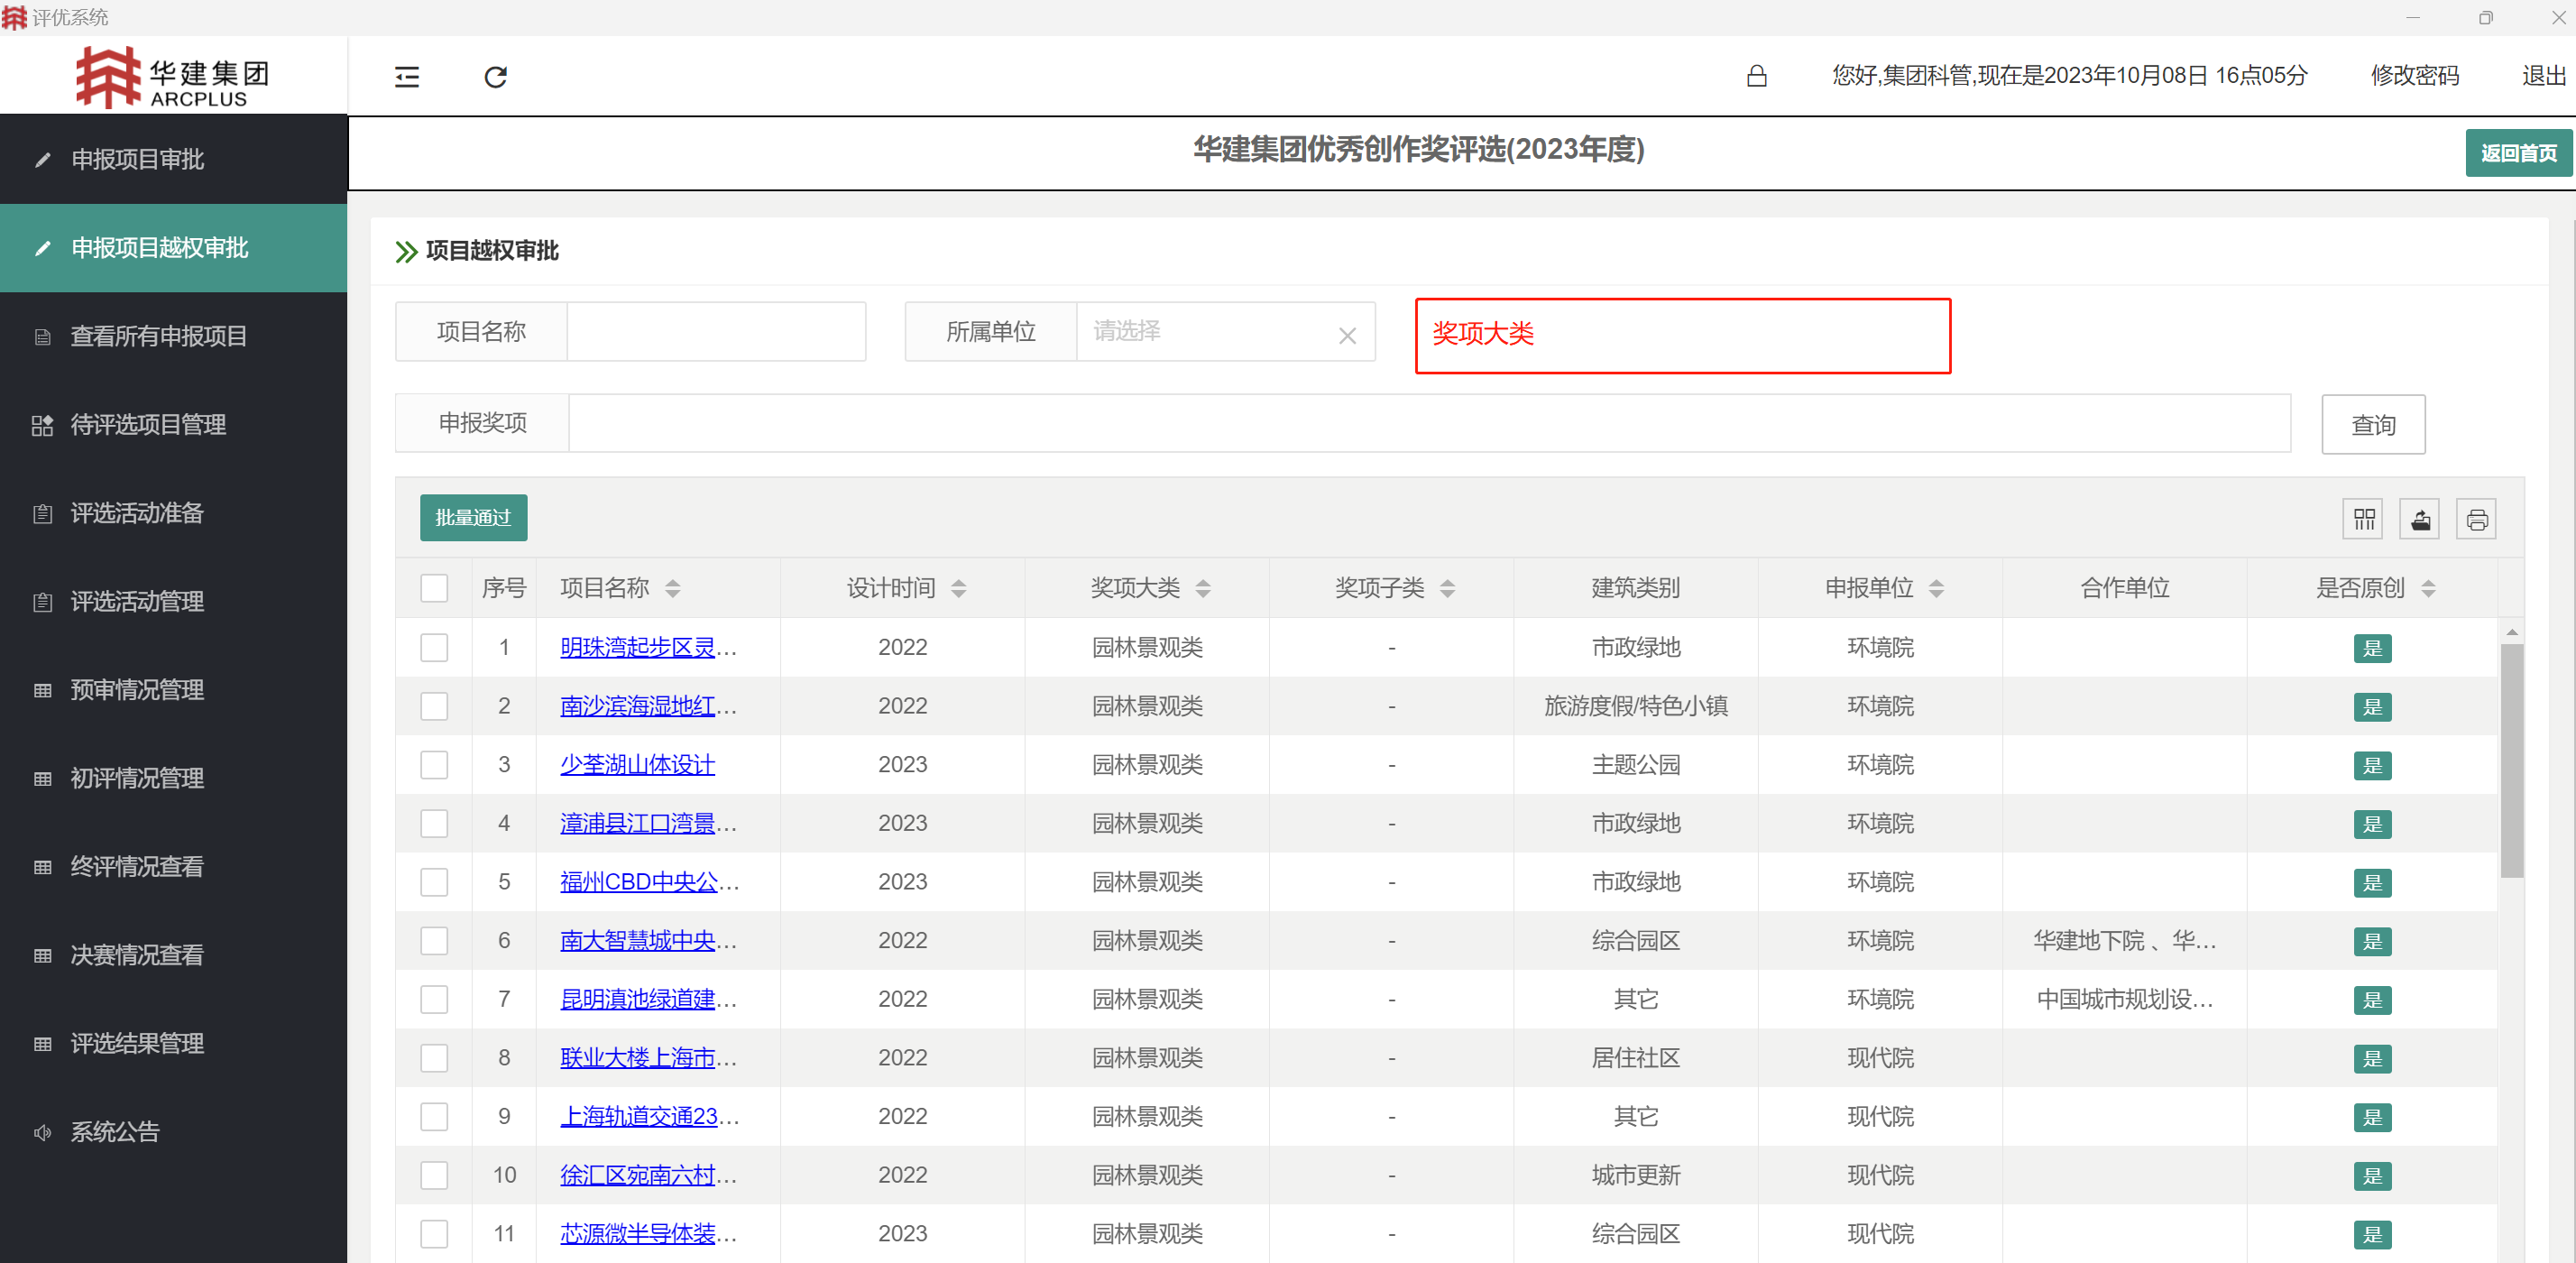 评优系统
华建集团
ARCPLUS
您好,集团科管,现在是2023年10月08日 16点05分
修改密码
退出
申报项目审批
申报项目越权审批
查看所有申报项目
待评选项目管理
评选活动准备
评选活动管理
预审情况管理
初评情况管理
终评情况查看
决赛情况查看
评选结果管理
系统公告
华建集团优秀创作奖评选(2023年度)
返回首页
项目越权审批
项目名称
所属单位 请选择
奖项大类
申报奖项
查询
批量通过
序号 项目名称 设计时间 奖项大类 奖项子类 建筑类别 申报单位 合作单位 是否原创
1 明珠湾起步区灵... 2022 园林景观类 - 市政绿地 环境院 是
2 南沙滨海湿地红... 2022 园林景观类 - 旅游度假/特色小镇 环境院 是
3 少荃湖山体设计 2023 园林景观类 - 主题公园 环境院 是
4 漳浦县江口湾景... 2023 园林景观类 - 市政绿地 环境院 是
5 福州CBD中央公... 2023 园林景观类 - 市政绿地 环境院 是
6 南大智慧城中央... 2022 园林景观类 - 综合园区 环境院 华建地下院 、华... 是
7 昆明滇池绿道建... 2022 园林景观类 - 其它 环境院 中国城市规划设... 是
8 联业大楼上海市... 2022 园林景观类 - 居住社区 现代院 是
9 上海轨道交通23... 2022 园林景观类 - 其它 现代院 是
10 徐汇区宛南六村... 2022 园林景观类 - 城市更新 现代院 是
11 芯源微半导体装... 2023 园林景观类 - 综合园区 现代院 是